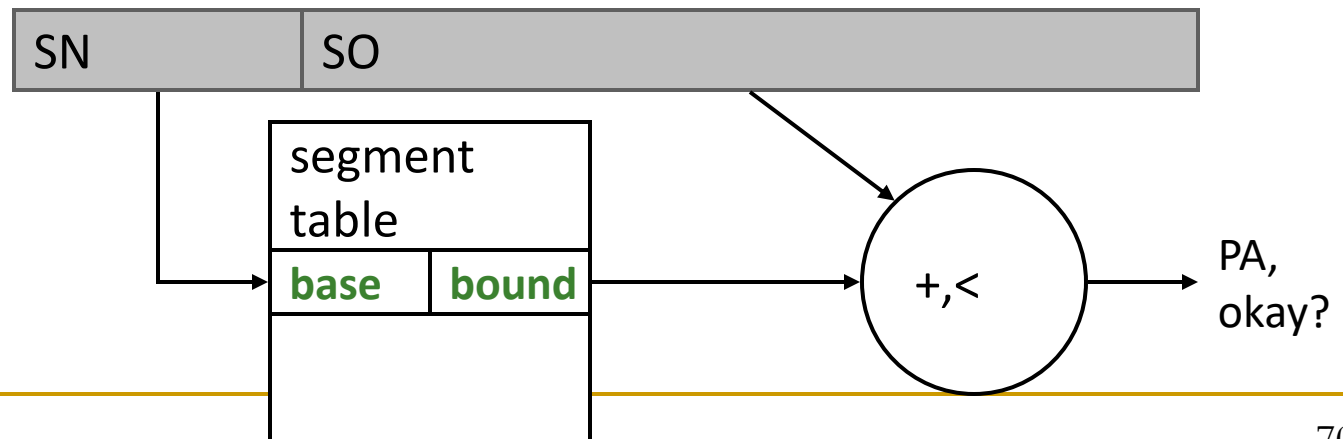 SN
SO
segment
table
base
bound
+,<
PA,
okay?